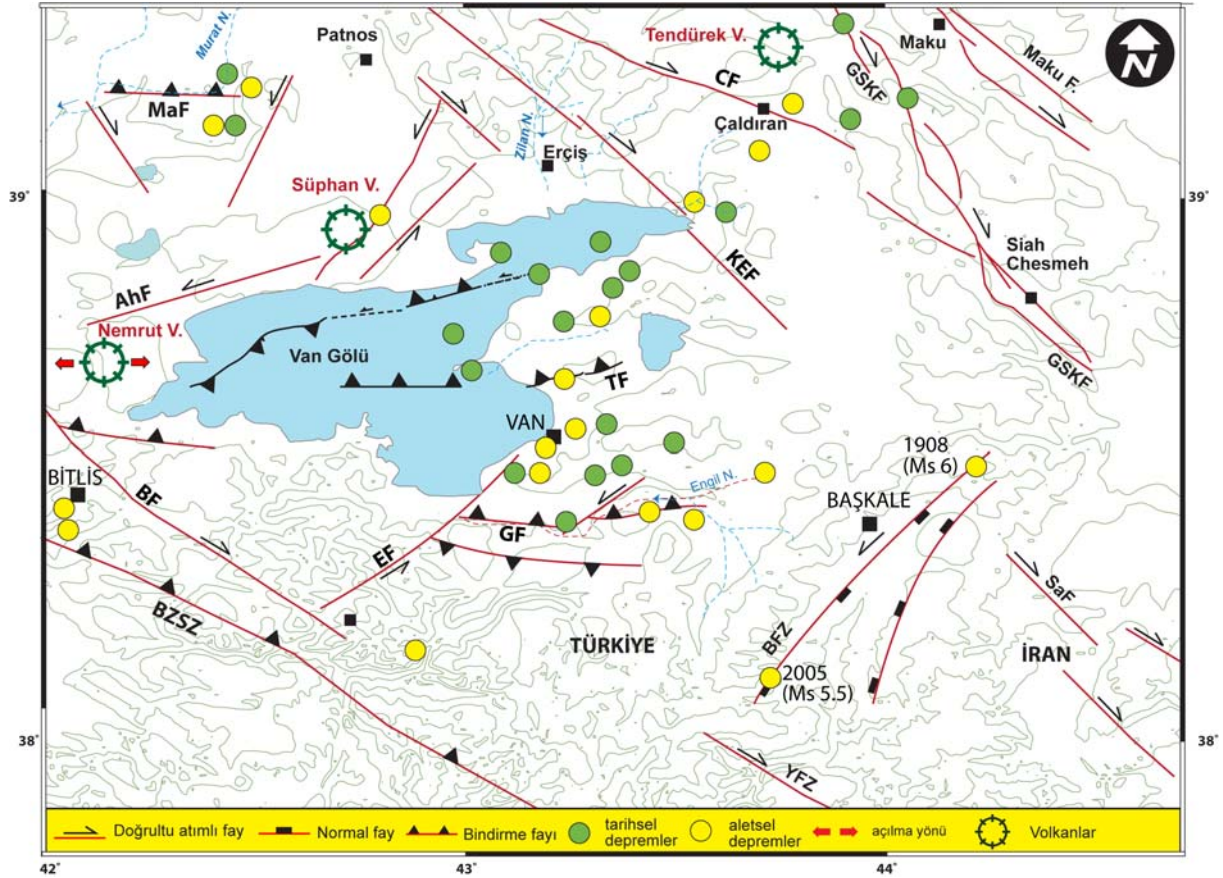 Murat N.
Patnos
Tendürek V.
Maku
Maku F.
N
MaF
CF
GSKF
Çaldıran
Zilan N.
Erçiş
39°
39°
Süphan V.
KEF
Siah
Chesmeh
AhF
Nemrut V.
Van Gölü
TF
GSKF
VAN
1908
(Ms 6)
BİTLİS
BF
Engil N.
BAŞKALE
GF
EF
SaF
BZSZ
BFZ
TÜRKİYE
İRAN
2005
(Ms 5.5)
38°
38°
YFZ
Doğrultu atımlı fay
Normal fay
Bindirme fayı
tarihsel
depremler
aletsel
depremler
açılma yönü
Volkanlar
42°
43°
44°